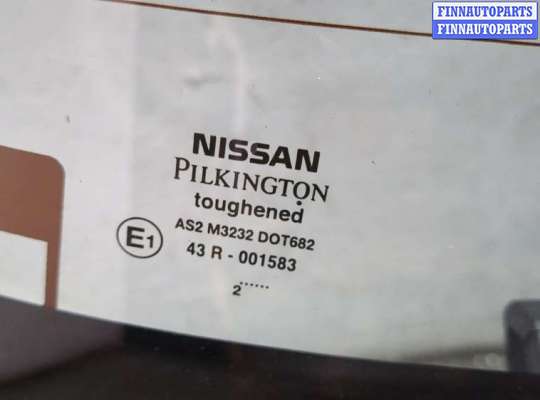 FINNAUTOPARTS
FINNAUTOPARTS
NISSAN
PILKINGTON
toughened
AS2 M3232 DOT682
E1
43 R - 001583
......
2